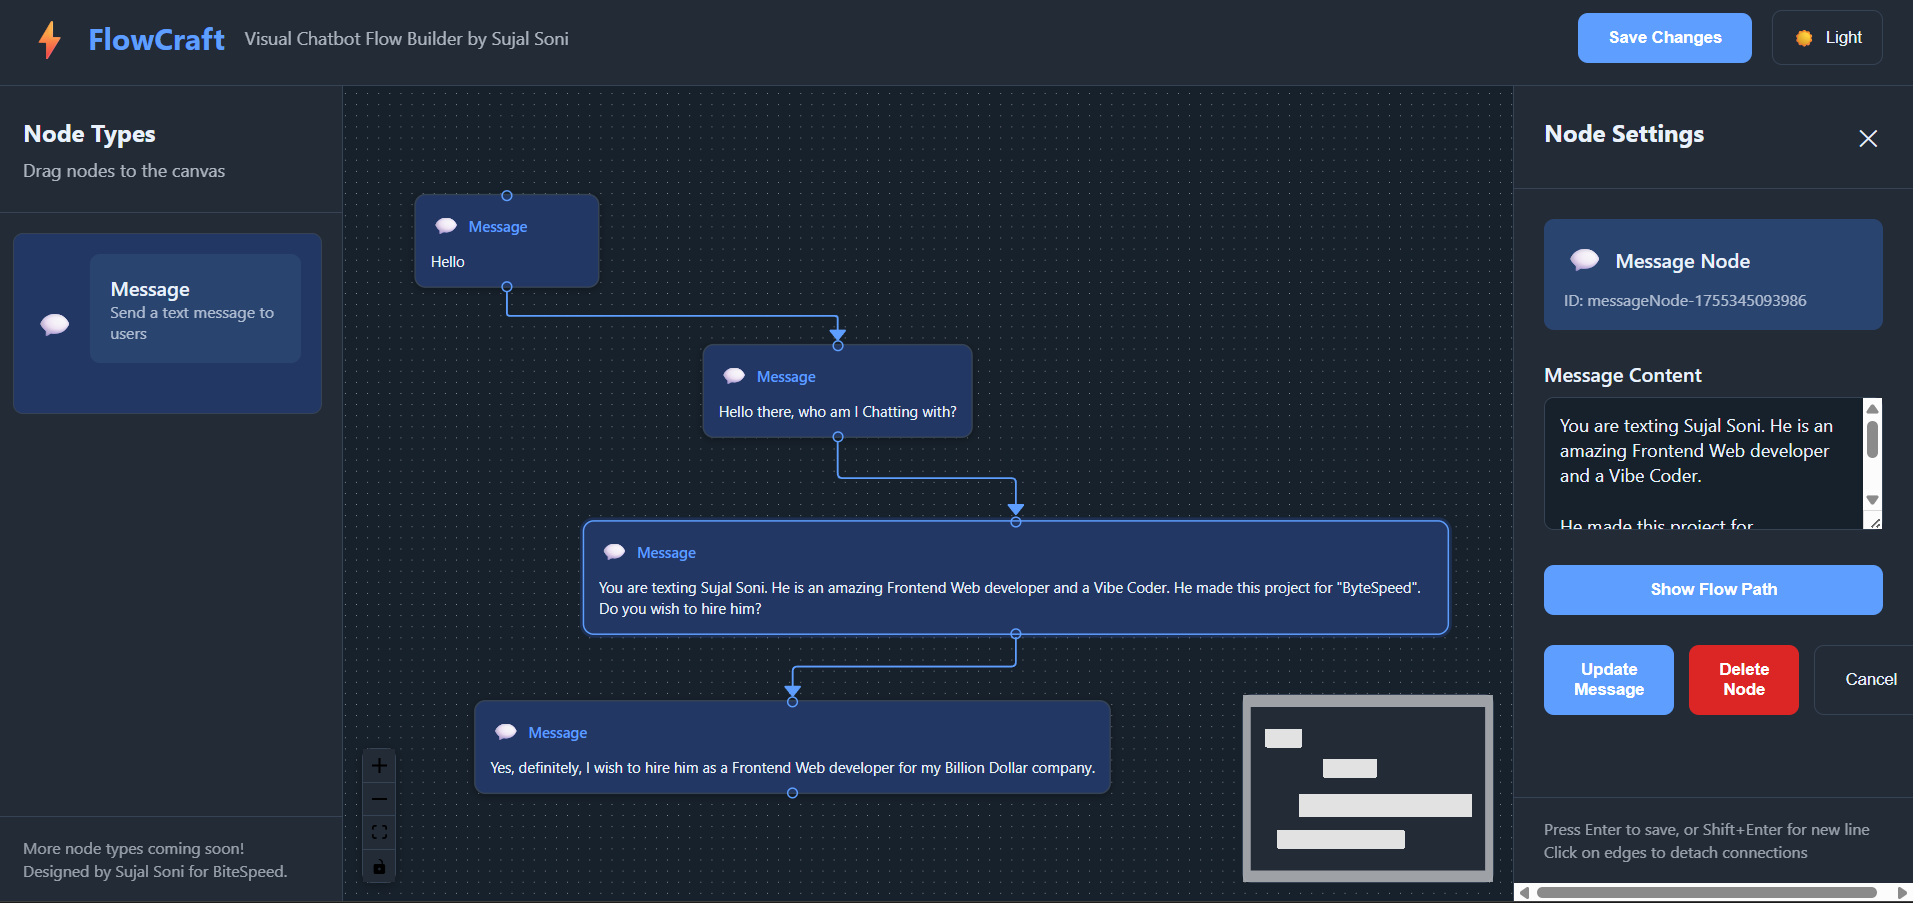 FlowCraft
Visual Chatbot Flow Builder by Sujal Soni
Save Changes
Light
Node Types
Drag nodes to the canvas
Message
Send a text message to
users
More node types coming soon!
Designed by Sujal Soni for BiteSpeed.
Message
Hello
Message
Hello there, who am I Chatting with?
Message
You are texting Sujal Soni. He is an amazing Frontend Web developer and a Vibe Coder. He made this project for "ByteSpeed".
Do you wish to hire him?
Message
Yes, definitely, I wish to hire him as a Frontend Web developer for my Billion Dollar company.
Node Settings
Message Node
ID: messageNode-1755345093986
Message Content
You are texting Sujal Soni. He is an
amazing Frontend Web developer
and a Vibe Coder.
He made this project for
Show Flow Path
Update
Message
Delete
Node
Cancel
Press Enter to save, or Shift+Enter for new line
Click on edges to detach connections